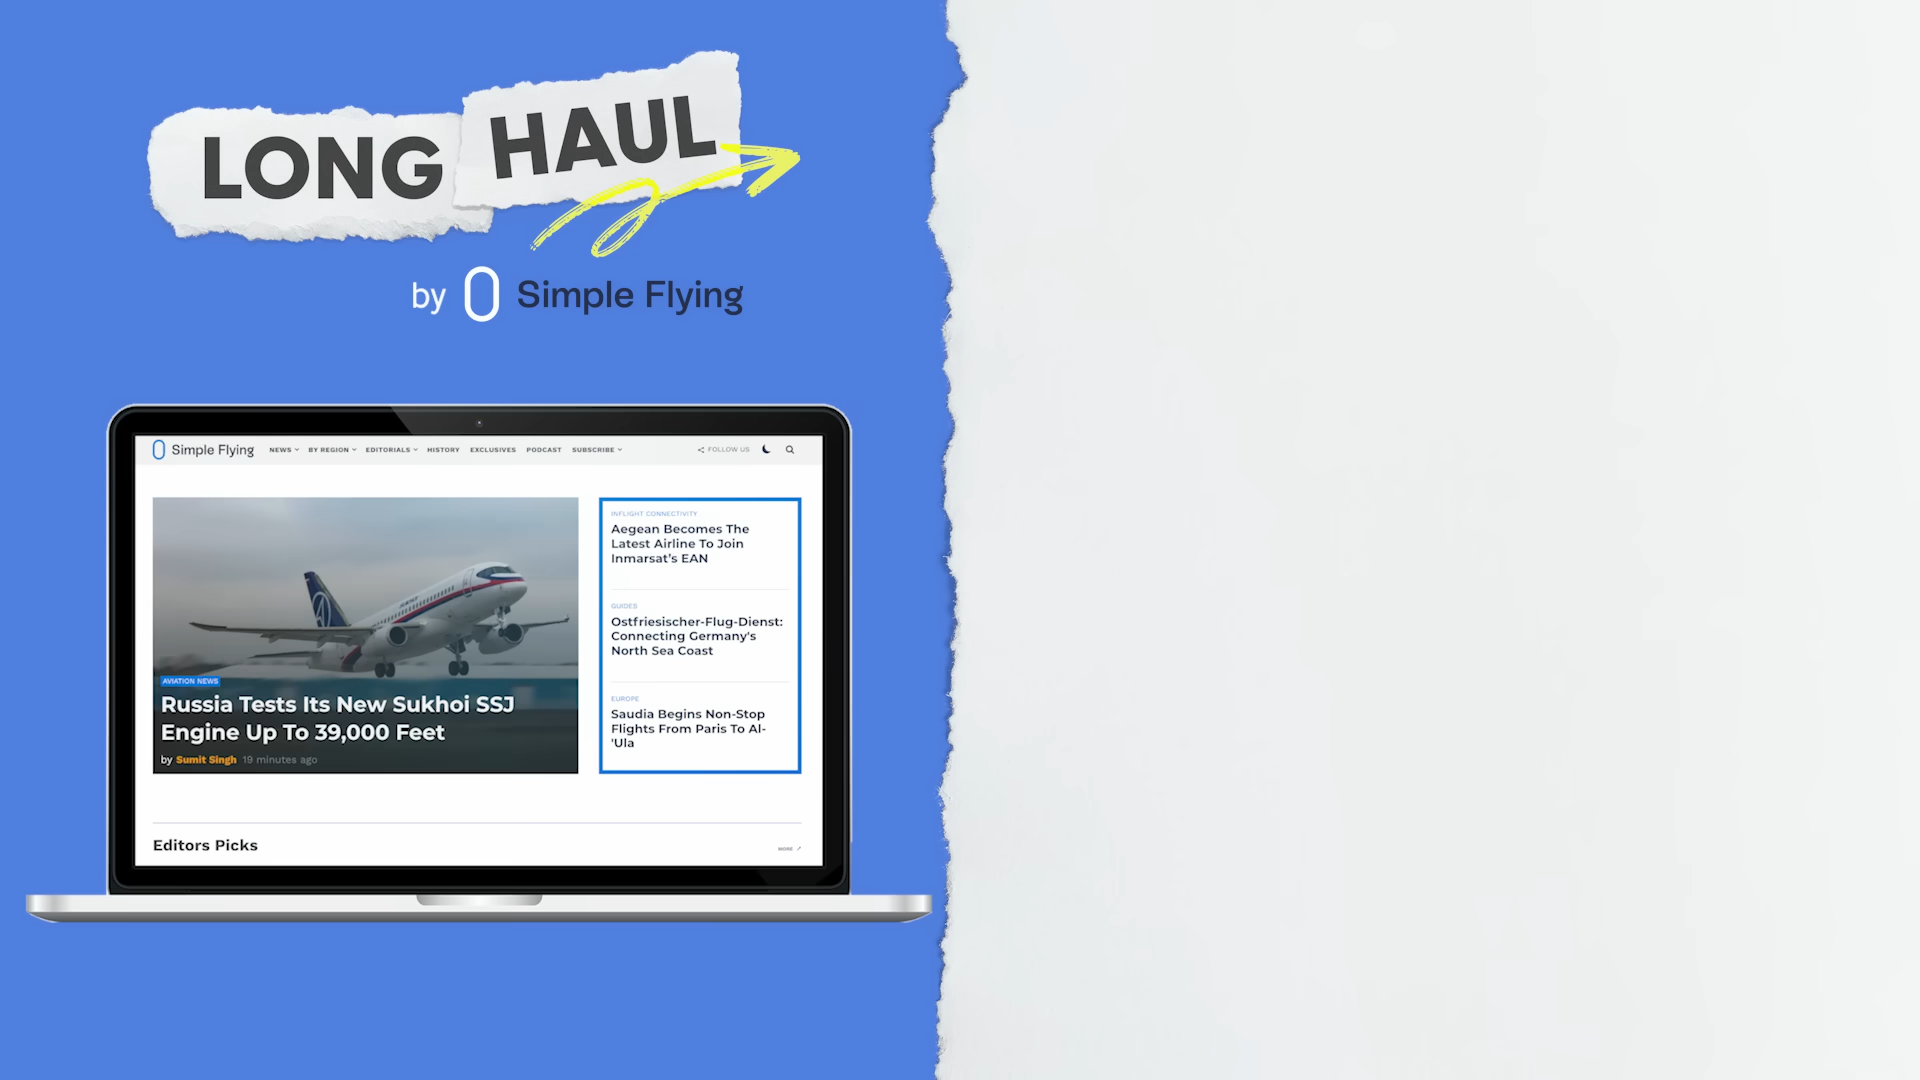 LONG HAUL
by Simple Flying
Simple Flying NEWS BY REGION EDITORIALS HISTORY EXCLUSIVES PODCAST SUBSCRIBE FOLLOW US
AVIATION NEWS
Russia Tests Its New Sukhoi SSJ
Engine Up To 39,000 Feet
by Sumit Singh 19 minutes ago
INFLIGHT CONNECTIVITY
Aegean Becomes The
Latest Airline To Join
Inmarsat's EAN
GUIDES
Ostfriesischer-Flug-Dienst:
Connecting Germany's
North Sea Coast
EUROPE
Saudia Begins Non-Stop
Flights From Paris To Al-
'Ula
Editors Picks
MORE